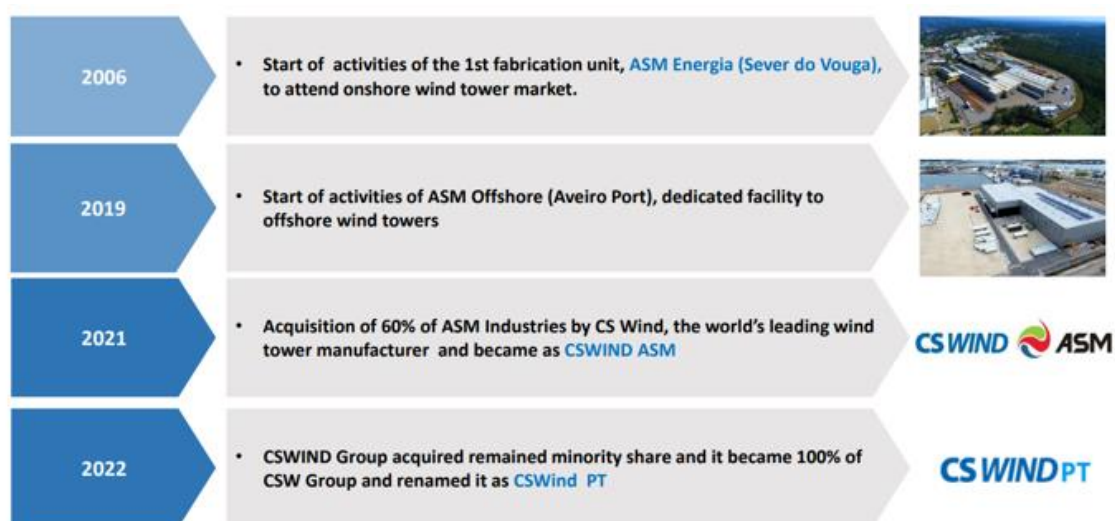 2006
• Start of activities of the 1st fabrication unit, ASM Energia (Sever do Vouga),
to attend onshore wind tower market.
2019
• Start of activities of ASM Offshore (Aveiro Port), dedicated facility to
offshore wind towers
2021
• Acquisition of 60% of ASM Industries by CS Wind, the world's leading wind
tower manufacturer and became as CSWIND ASM
CS WIND ASM
2022
• CSWIND Group acquired remained minority share and it became 100% of
CSW Group and renamed it as CSWind PT
CS WIND PT